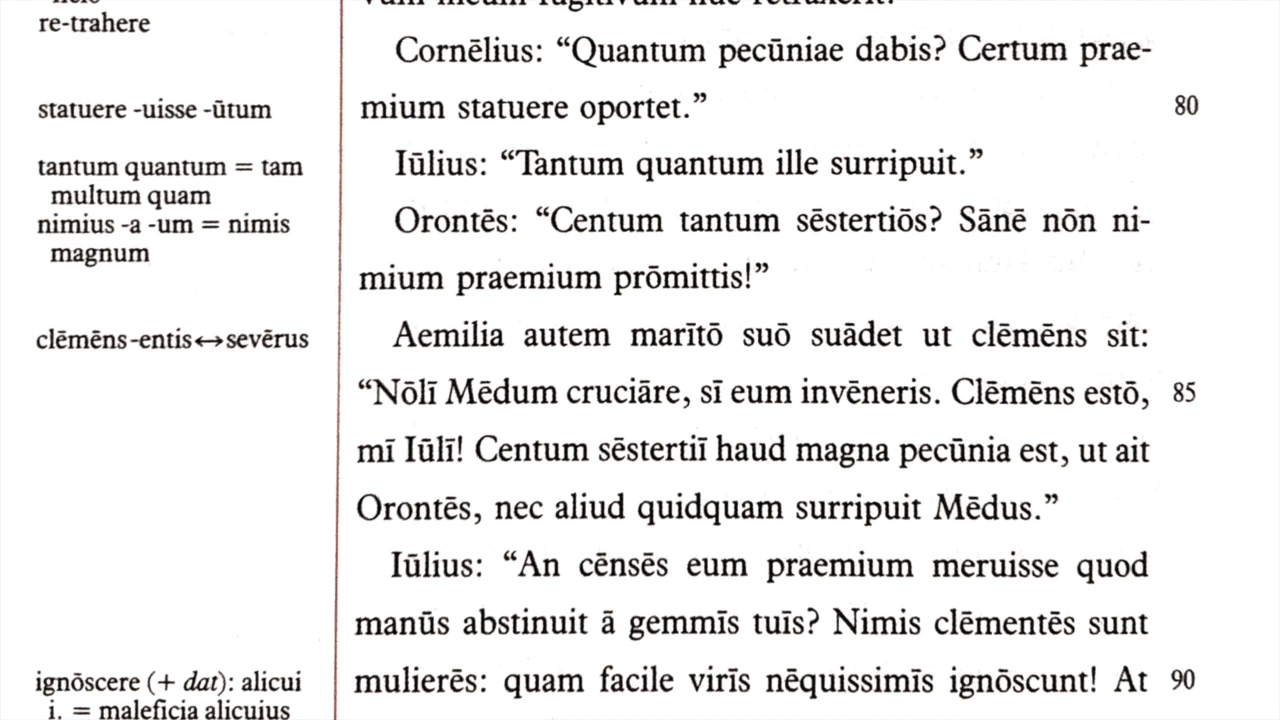 re-trahere
Cornēlius: “Quantum pecūniae dabis? Certum prae-
statuere -uisse -ūtum
mium statuere oportet.” 80
tantum quantum = tam
multum quam
Iūlius: “Tantum quantum ille surripuit.”
nimius -a -um = nimis
magnum
Orontēs: “Centum tantum sēstertiōs? Sānē nōn ni-
mium praemium prōmittis!”
clēmēns -entis ↔ sevērus
Aemilia autem marītō suō suādet ut clēmēns sit:
“Nōlī Mēdum cruciāre, sī eum invēneris. Clēmēns estō, 85
mī Iūlī! Centum sēstertiī haud magna pecūnia est, ut ait
Orontēs, nec aliud quidquam surripuit Mēdus.”
Iūlius: “An cēnsēs eum praemium meruisse quod
manūs abstinuit ā gemmīs tuīs? Nimis clēmentēs sunt
ignōscere (+ dat): alicui
i. = maleficia alicuius
mulierēs: quam facile virīs nēquissimīs ignōscunt! At 90